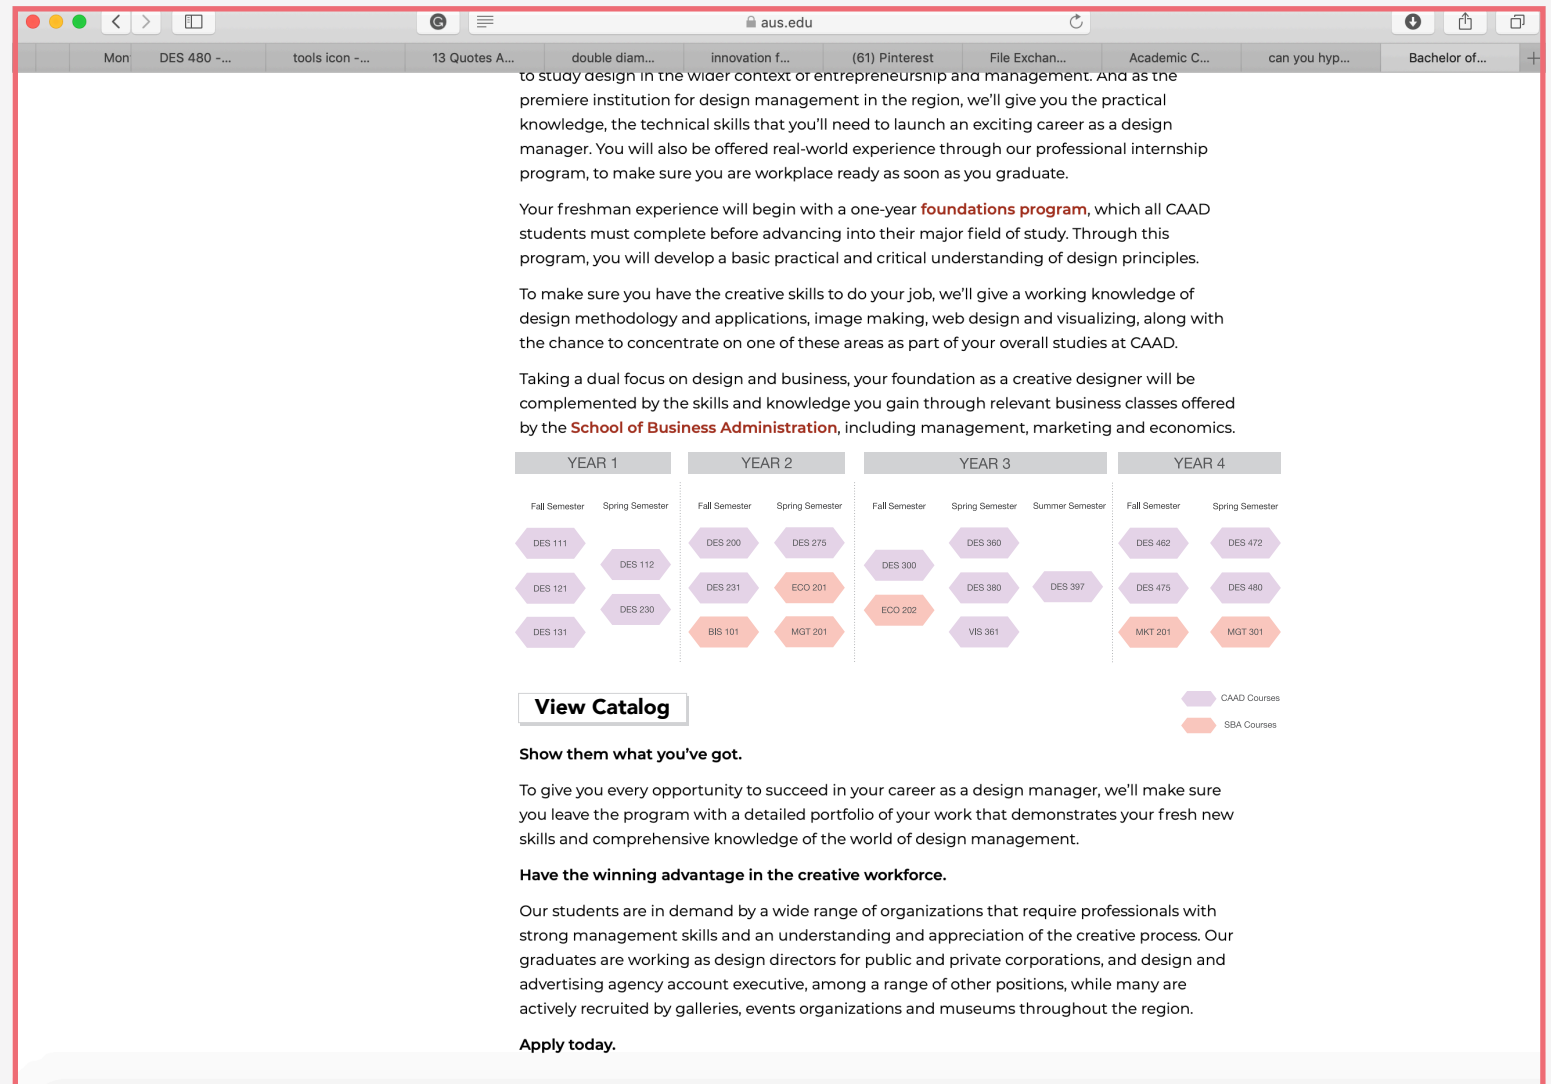 aus.edu
Mon
DES 480 -...
tools icon -...
13 Quotes A...
double diam...
innovation f...
(61) Pinterest
File Exchan...
Academic C...
can you hyp...
Bachelor of...
to study design in the wider context of entrepreneurship and management. And as the
premiere institution for design management in the region, we'll give you the practical
knowledge, the technical skills that you'll need to launch an exciting career as a design
manager. You will also be offered real-world experience through our professional internship
program, to make sure you are workplace ready as soon as you graduate.
Your freshman experience will begin with a one-year foundations program, which all CAAD
students must complete before advancing into their major field of study. Through this
program, you will develop a basic practical and critical understanding of design principles.
To make sure you have the creative skills to do your job, we'll give a working knowledge of
design methodology and applications, image making, web design and visualizing, along with
the chance to concentrate on one of these areas as part of your overall studies at CAAD.
Taking a dual focus on design and business, your foundation as a creative designer will be
complemented by the skills and knowledge you gain through relevant business classes offered
by the School of Business Administration, including management, marketing and economics.
YEAR 1
Fall Semester
DES 111
DES 121
DES 131
Spring Semester
DES 112
DES 230
YEAR 2
Fall Semester
DES 200
DES 231
BIS 101
Spring Semester
DES 275
ECO 201
MGT 201
YEAR 3
Fall Semester
DES 300
ECO 202
Spring Semester
DES 360
DES 380
VIS 361
Summer Semester
DES 397
YEAR 4
Fall Semester
DES 462
DES 475
MKT 201
Spring Semester
DES 472
DES 480
MGT 301
View Catalog
CAAD Courses
SBA Courses
Show them what you've got.
To give you every opportunity to succeed in your career as a design manager, we'll make sure
you leave the program with a detailed portfolio of your work that demonstrates your fresh new
skills and comprehensive knowledge of the world of design management.
Have the winning advantage in the creative workforce.
Our students are in demand by a wide range of organizations that require professionals with
strong management skills and an understanding and appreciation of the creative process. Our
graduates are working as design directors for public and private corporations, and design and
advertising agency account executive, among a range of other positions, while many are
actively recruited by galleries, events organizations and museums throughout the region.
Apply today.